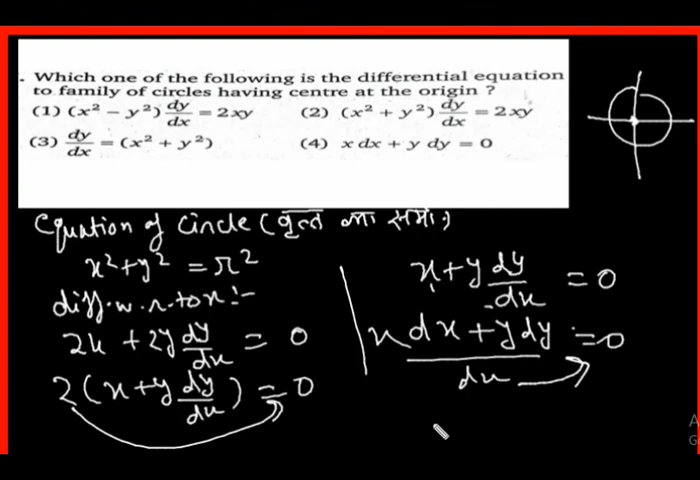 . Which one of the following is the differential equation
to family of circles having centre at the origin ?
(1) (x² − y²) dy/dx = 2xy (2) (x² + y²) dy/dx = 2xy
(3) dy/dx = (x² + y²) (4) x dx + y dy = 0
Equation of Circle (वृत्त का समी॰)
x² + y² = r²
diff. w. r. to x :-
2x + 2y dy/dx = 0
2(x + y dy/dx) = 0
x + y dy/dx = 0
x dx + y dy / dx = 0
A
G